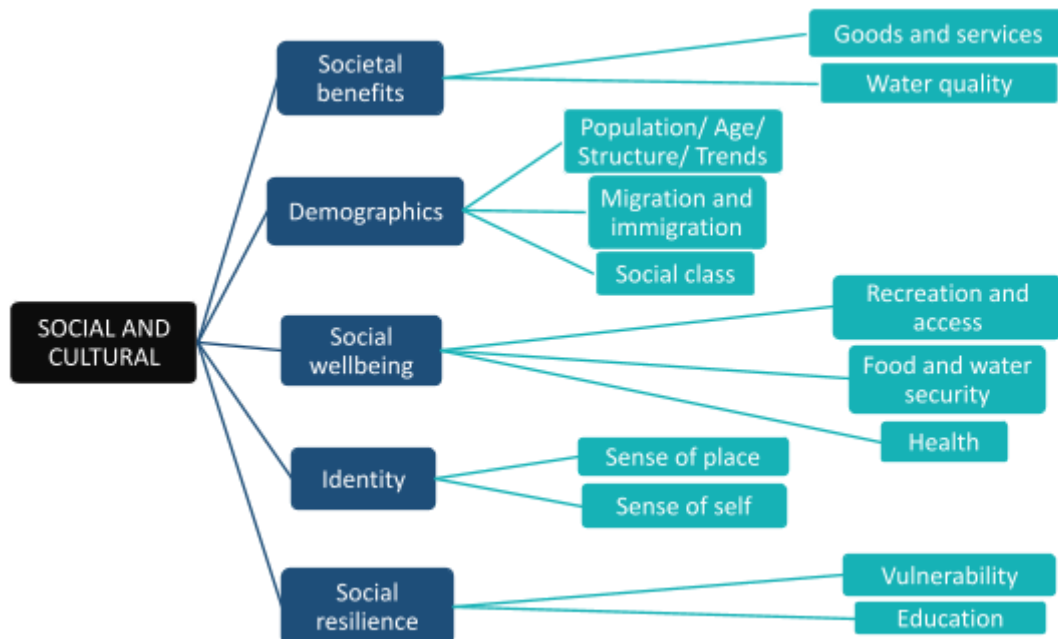 SOCIAL AND
CULTURAL
Societal
benefits
Goods and services
Water quality
Demographics
Population/ Age/
Structure/ Trends
Migration and
immigration
Social class
Social
wellbeing
Recreation and
access
Food and water
security
Health
Identity
Sense of place
Sense of self
Social
resilience
Vulnerability
Education